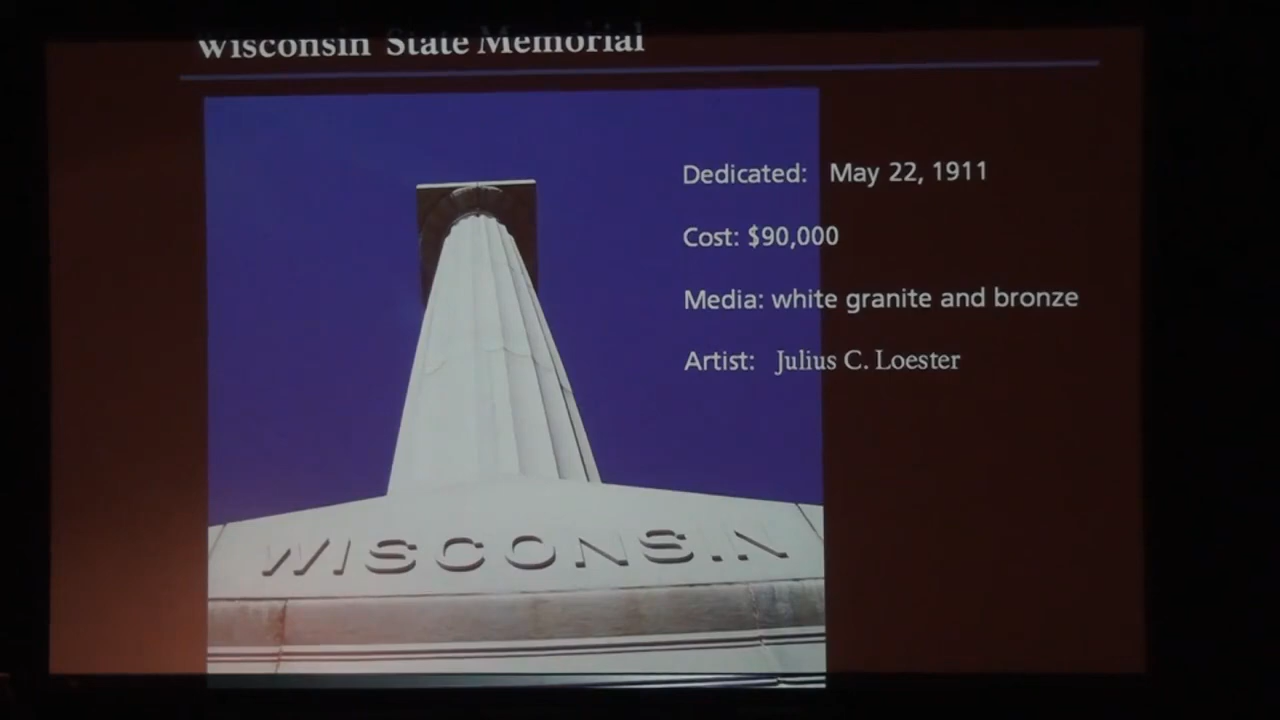 Wisconsin State Memorial
Dedicated: May 22, 1911
Cost: $90,000
Media: white granite and bronze
Artist: Julius C. Loester
WISCONSIN